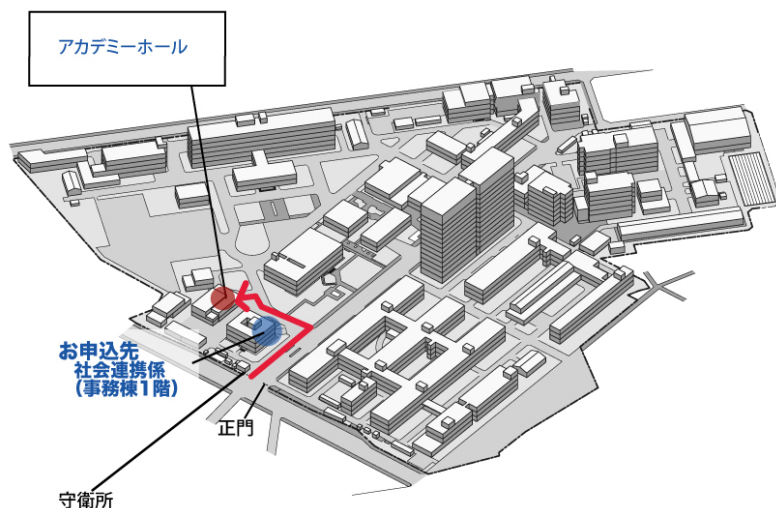 アカデミーホール
お申込先
社会連携係
(事務棟1階)
正門
守衛所